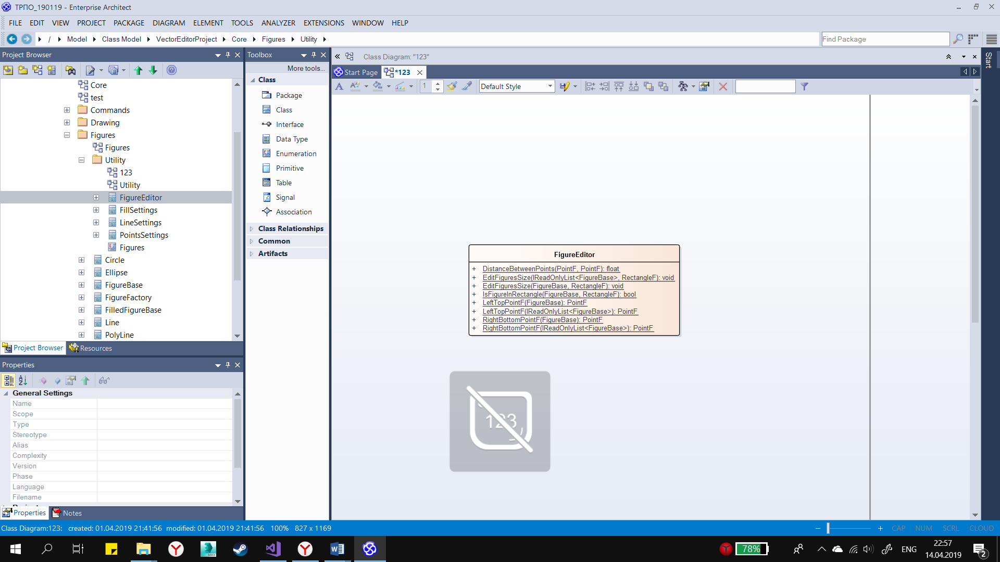 ТРПО_190119 - Enterprise Architect
FILE EDIT VIEW PROJECT PACKAGE DIAGRAM ELEMENT TOOLS ANALYZER EXTENSIONS WINDOW HELP
/ Model Class Model VectorEditorProject Core Figures Utility
Find Package
Project Browser
Core
test
Commands
Drawing
Figures
Figures
Utility
123
Utility
FigureEditor
FillSettings
LineSettings
PointsSettings
Figures
Circle
Ellipse
FigureBase
FigureFactory
FilledFigureBase
Line
PolyLine
Project Browser Resources
Properties
General Settings
Name
Scope
Type
Stereotype
Alias
Complexity
Version
Phase
Language
Filename
Properties Notes
Toolbox
More tools...
Class
Package
Class
Interface
Data Type
Enumeration
Primitive
Table
Signal
Association
Class Relationships
Common
Artifacts
Class Diagram: "123"
Start Page *123
1 Default Style
FigureEditor
+ DistanceBetweenPoints(PointF, PointF): float
+ EditFiguresSize(IReadOnlyList<FigureBase>, RectangleF): void
+ EditFiguresSize(FigureBase, RectangleF): void
+ IsFigureInRectangle(FigureBase, RectangleF): bool
+ LeftTopPointF(FigureBase): PointF
+ LeftTopPointF(IReadOnlyList<FigureBase>): PointF
+ RightBottomPointF(FigureBase): PointF
+ RightBottomPointF(IReadOnlyList<FigureBase>): PointF
123
Start
Class Diagram:123: created: 01.04.2019 21:41:56 modified: 01.04.2019 21:41:56 100% 827 x 1169
CAP NUM SCRL CLOUD
78%
ENG
22:57
14.04.2019
2